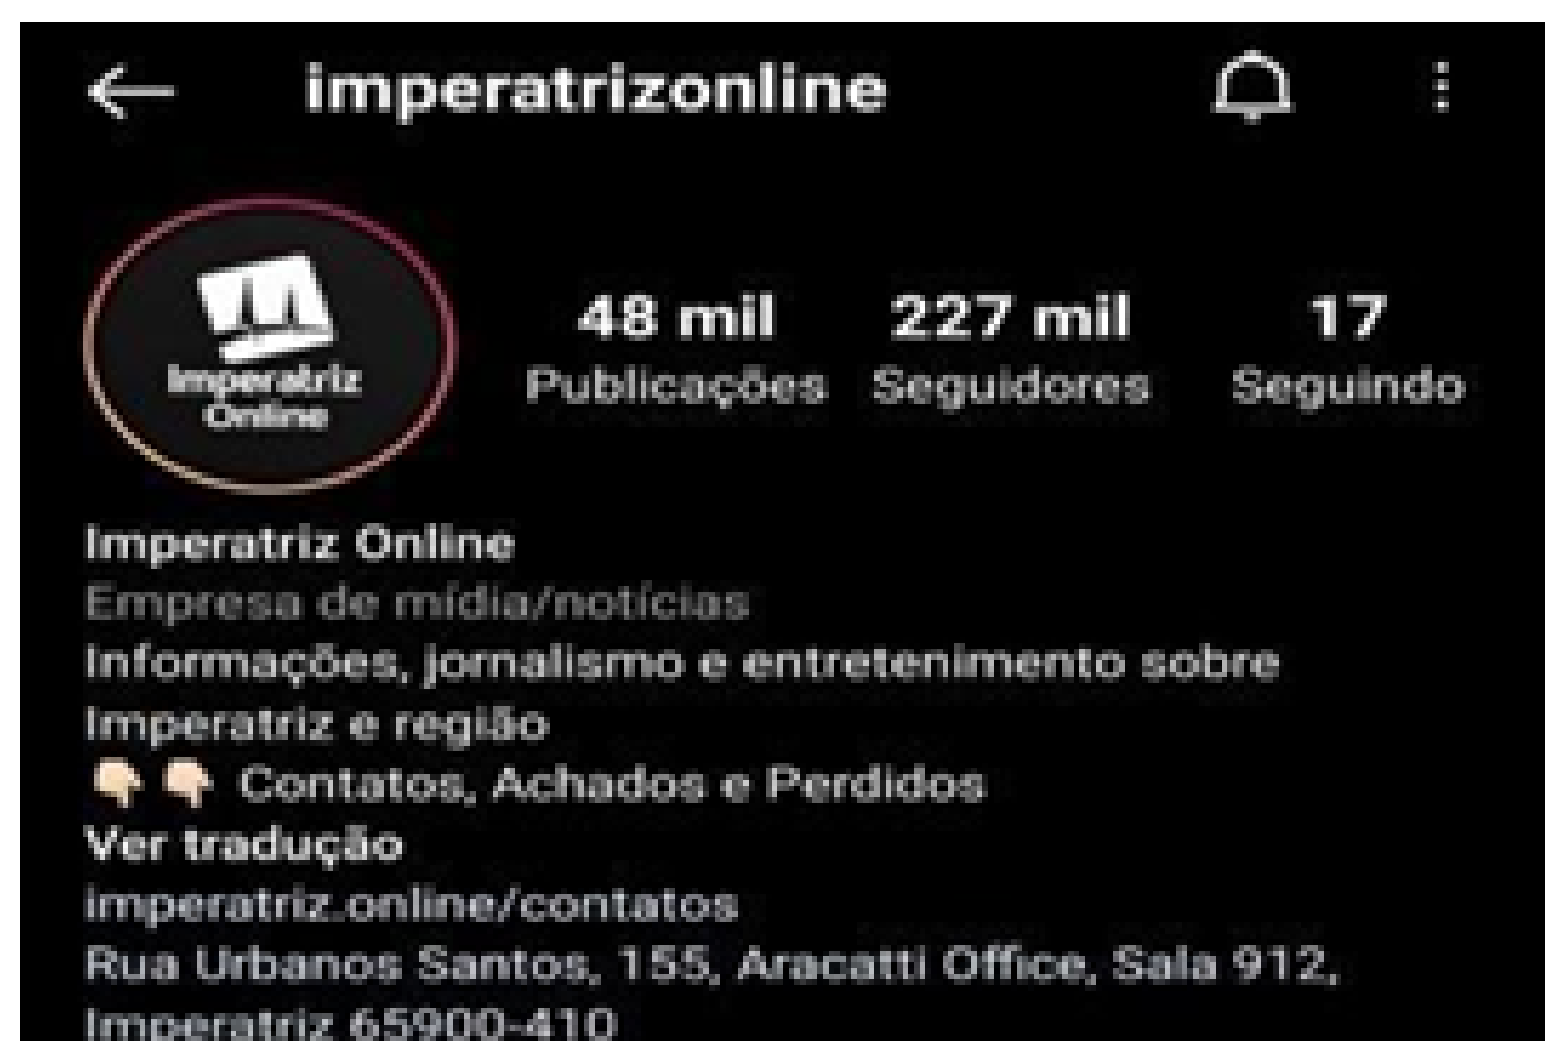 imperatrizonline
Imperatriz
Online
48 mil 227 mil 17
Publicações Seguidores Seguindo
Imperatriz Online
Empresa de mídia/notícias
Informações, jornalismo e entretenimento sobre
Imperatriz e região
👇🏻👇🏻 Contatos, Achados e Perdidos
Ver tradução
imperatriz.online/contatos
Rua Urbanos Santos, 155, Aracatti Office, Sala 912,
Imperatriz 65900-410